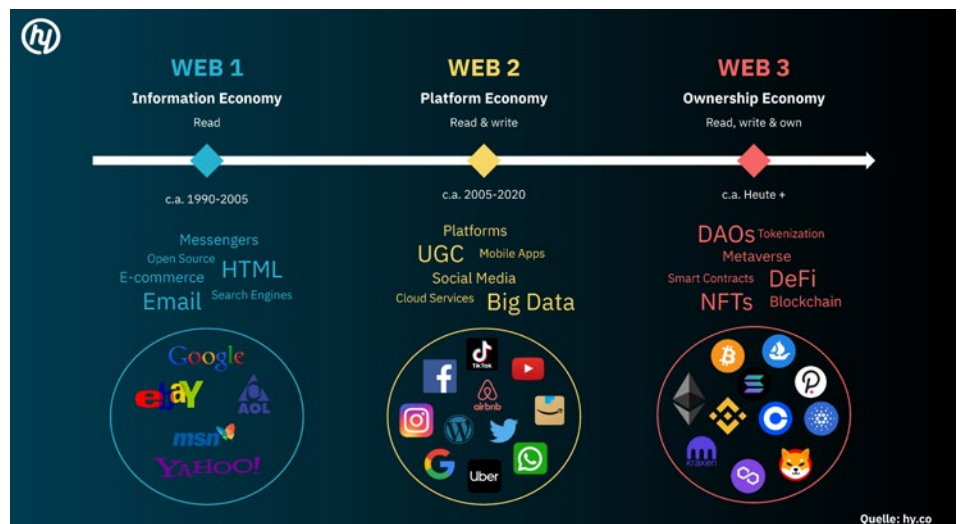 hy
WEB 1
Information Economy
Read
c.a. 1990-2005
Messengers
Open Source
E-commerce
HTML
Email
Search Engines
Google
ebaY
AOL
msn
YAHOO!
WEB 2
Platform Economy
Read & write
c.a. 2005-2020
Platforms
UGC
Mobile Apps
Social Media
Cloud Services
Big Data
TikTok
airbnb
Uber
WEB 3
Ownership Economy
Read, write & own
c.a. Heute +
DAOs
Tokenization
Metaverse
Smart Contracts
DeFi
NFTs
Blockchain
kraken
Quelle: hy.co